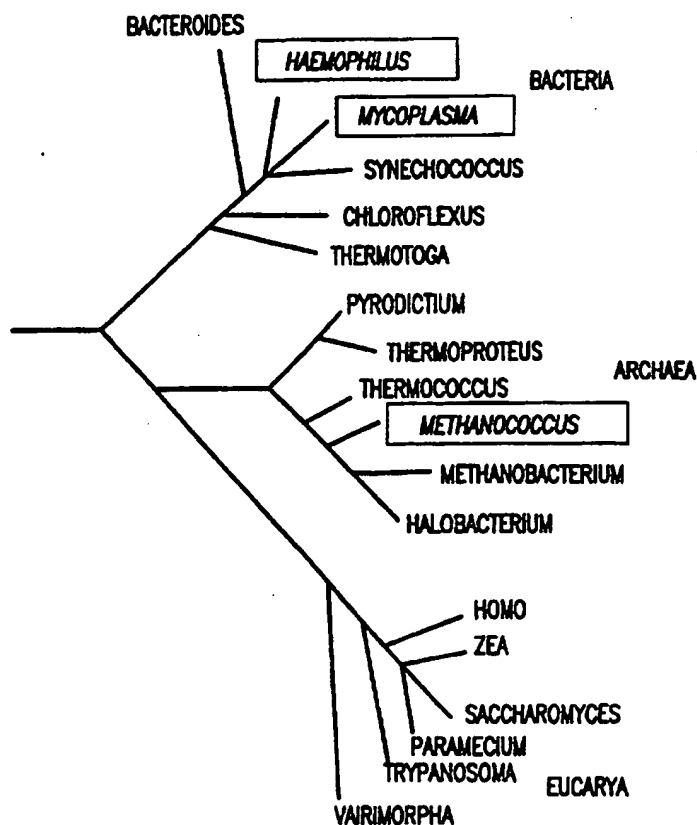 BACTEROIDES
HAEMOPHILUS
BACTERIA
MYCOPLASMA
SYNECHOCOCCUS
CHLOROFLEXUS
THERMOTOGA
PYRODICTIUM
THERMOPROTEUS
ARCHAEA
THERMOCOCCUS
METHANOCOCCUS
METHANOBACTERIUM
HALOBACTERIUM
HOMO
ZEA
SACCHAROMYCES
PARAMECIUM
TRYPANOSOMA
EUCARYA
VAIRIMORPHA